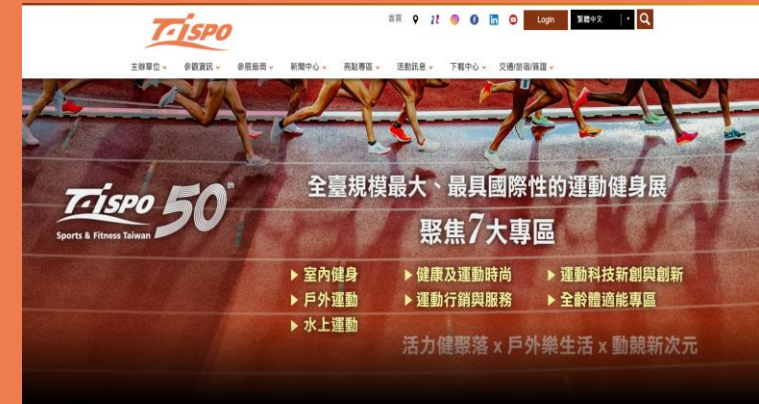 TaiSPO
首頁
Login
繁體中文
主辦單位
參觀資訊
參展廠商
新聞中心
亮點專區
活動訊息
下載中心
交通/旅宿/簽證
TaiSPO 50th
Sports & Fitness Taiwan
全臺規模最大、最具國際性的運動健身展
聚焦7大專區
室內健身
健康及運動時尚
運動科技新創與創新
戶外運動
運動行銷與服務
全齡體適能專區
水上運動
活力健聚落 x 戶外樂生活 x 動競新次元